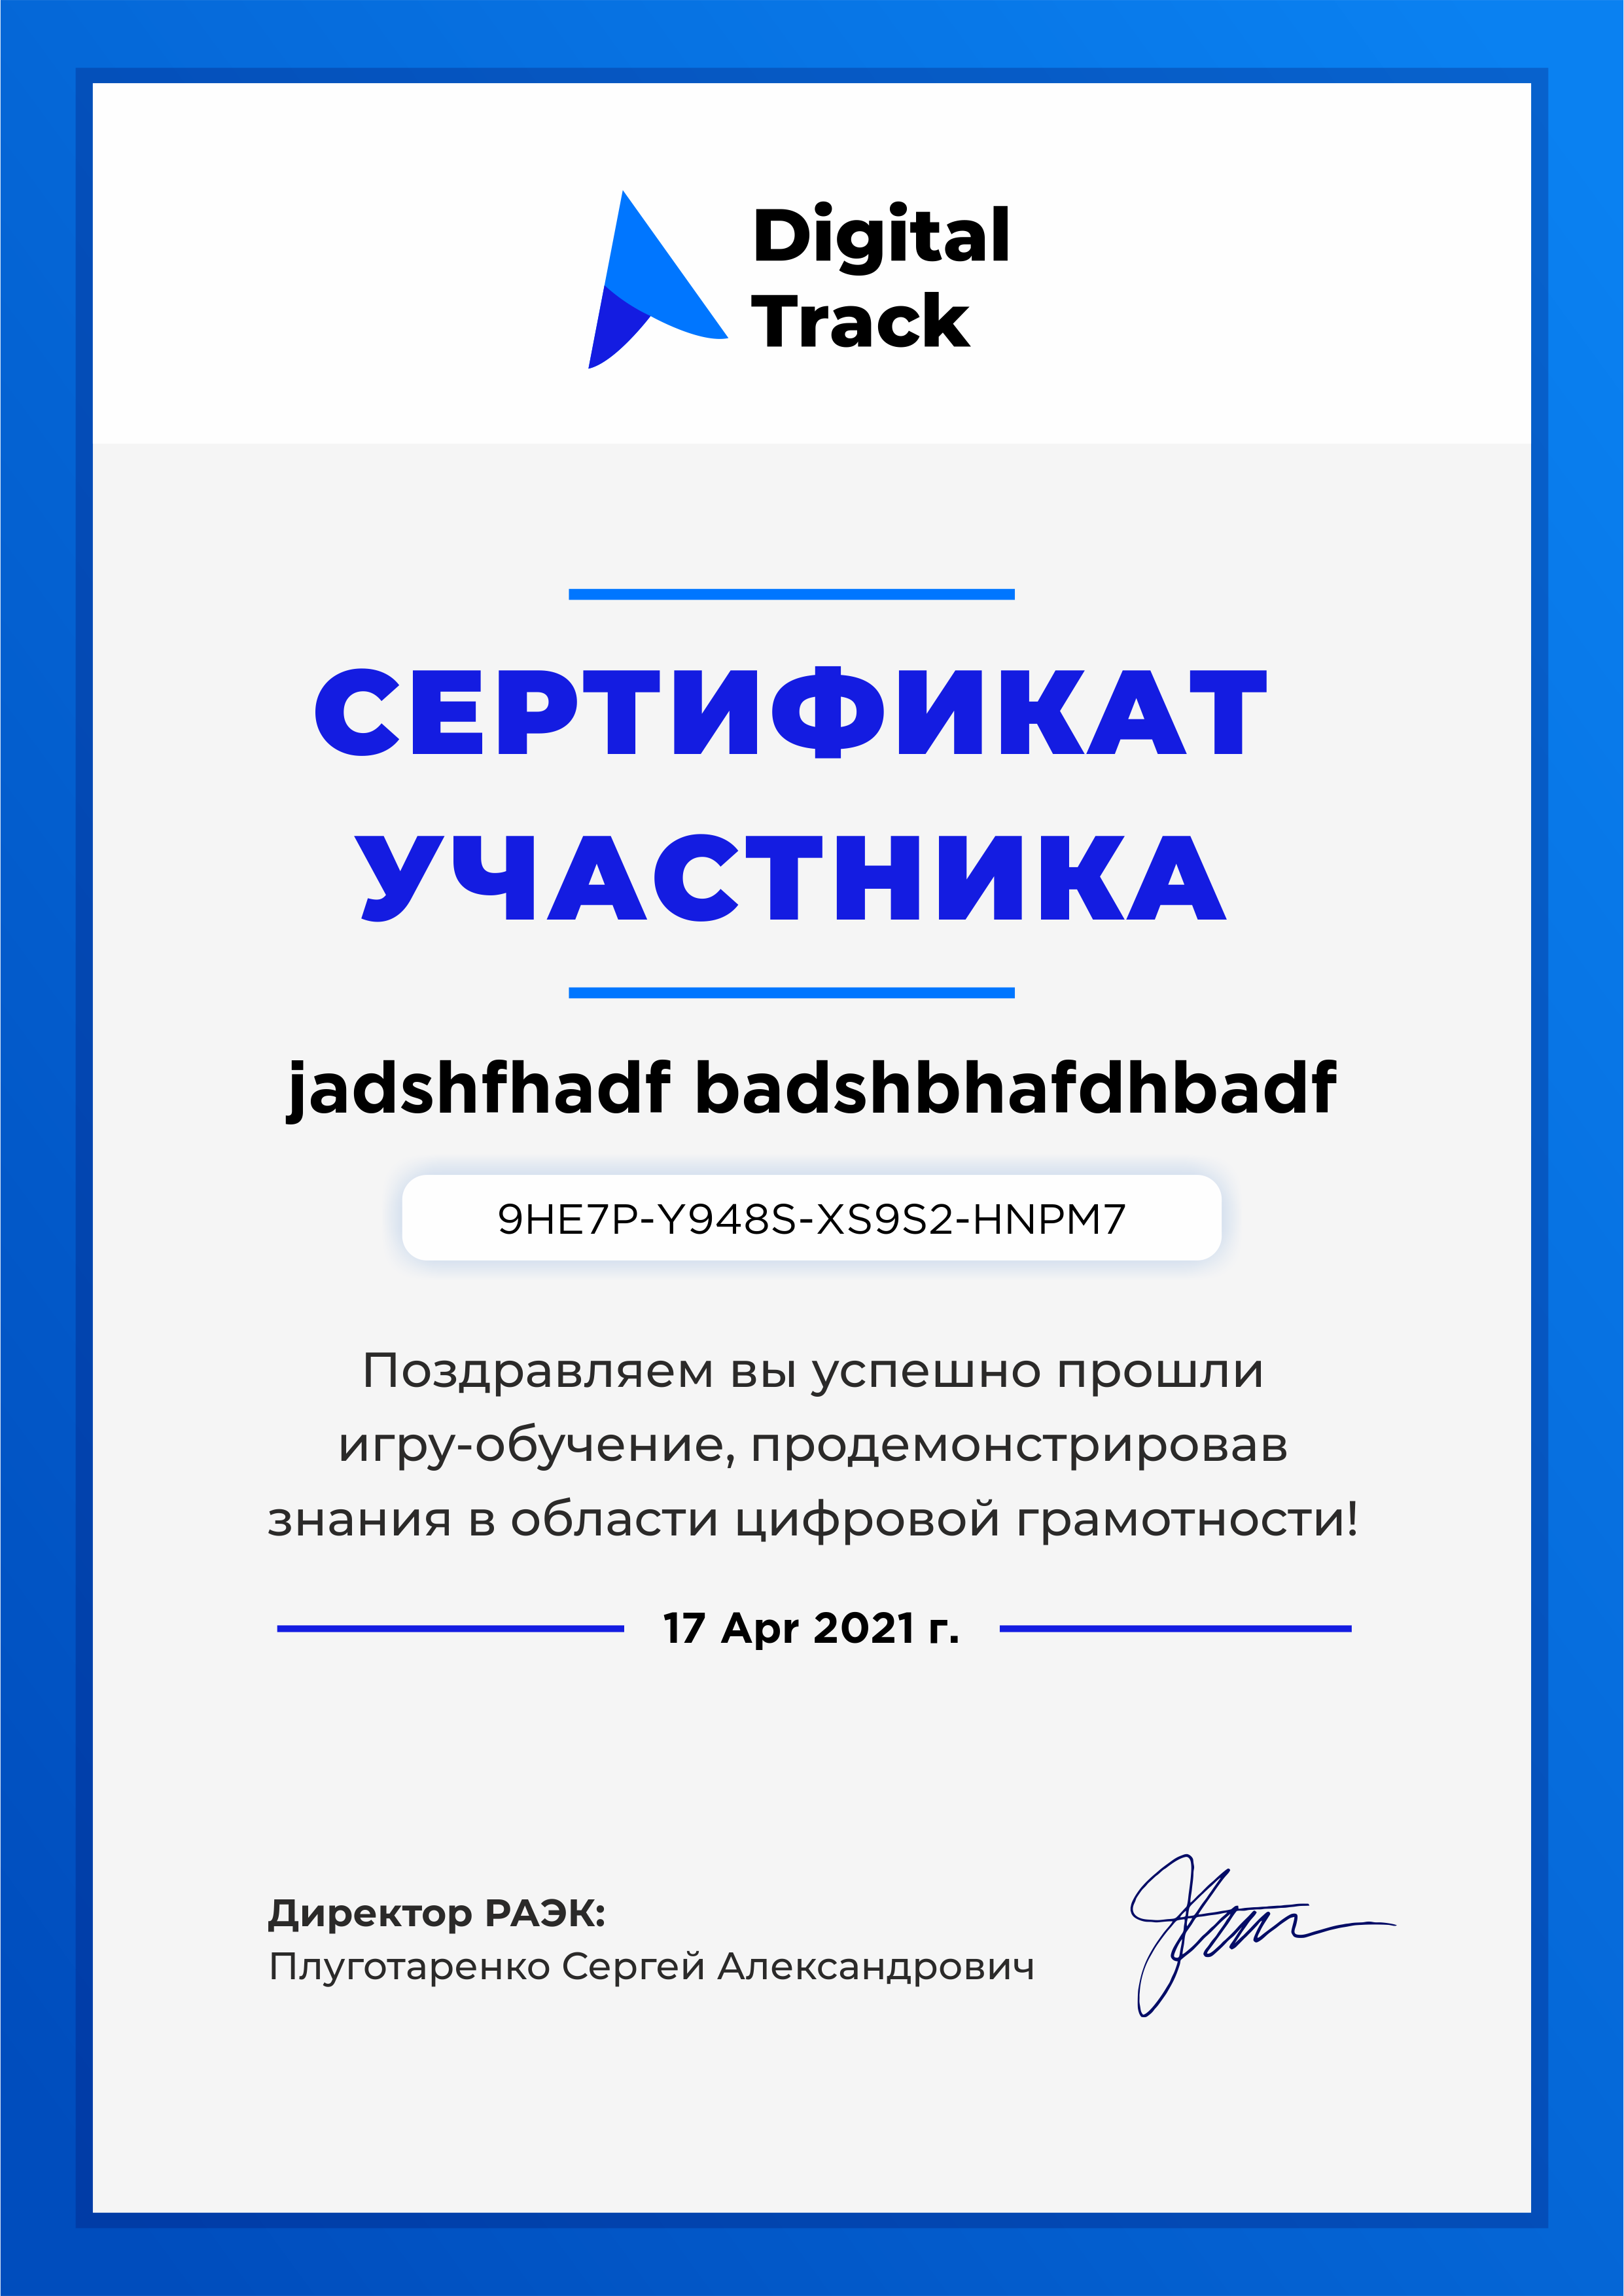 Digital
Track
СЕРТИФИКАТ
УЧАСТНИКА
jadshfhadf badshbhafdhbadf
9HE7P-Y948S-XS9S2-HNPM7
Поздравляем вы успешно прошли
игру-обучение, продемонстрировав
знания в области цифровой грамотности!
17 Apr 2021 г.
Директор РАЭК:
Плуготаренко Сергей Александрович